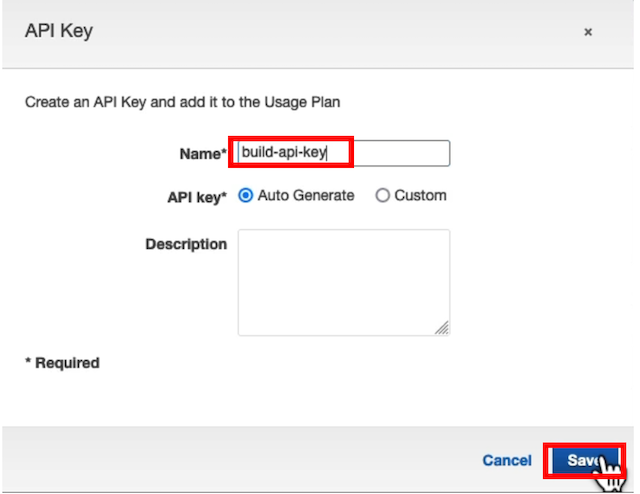 API Key
×
Create an API Key and add it to the Usage Plan
Name* build-api-key
API key* Auto Generate Custom
Description
* Required
Cancel Save